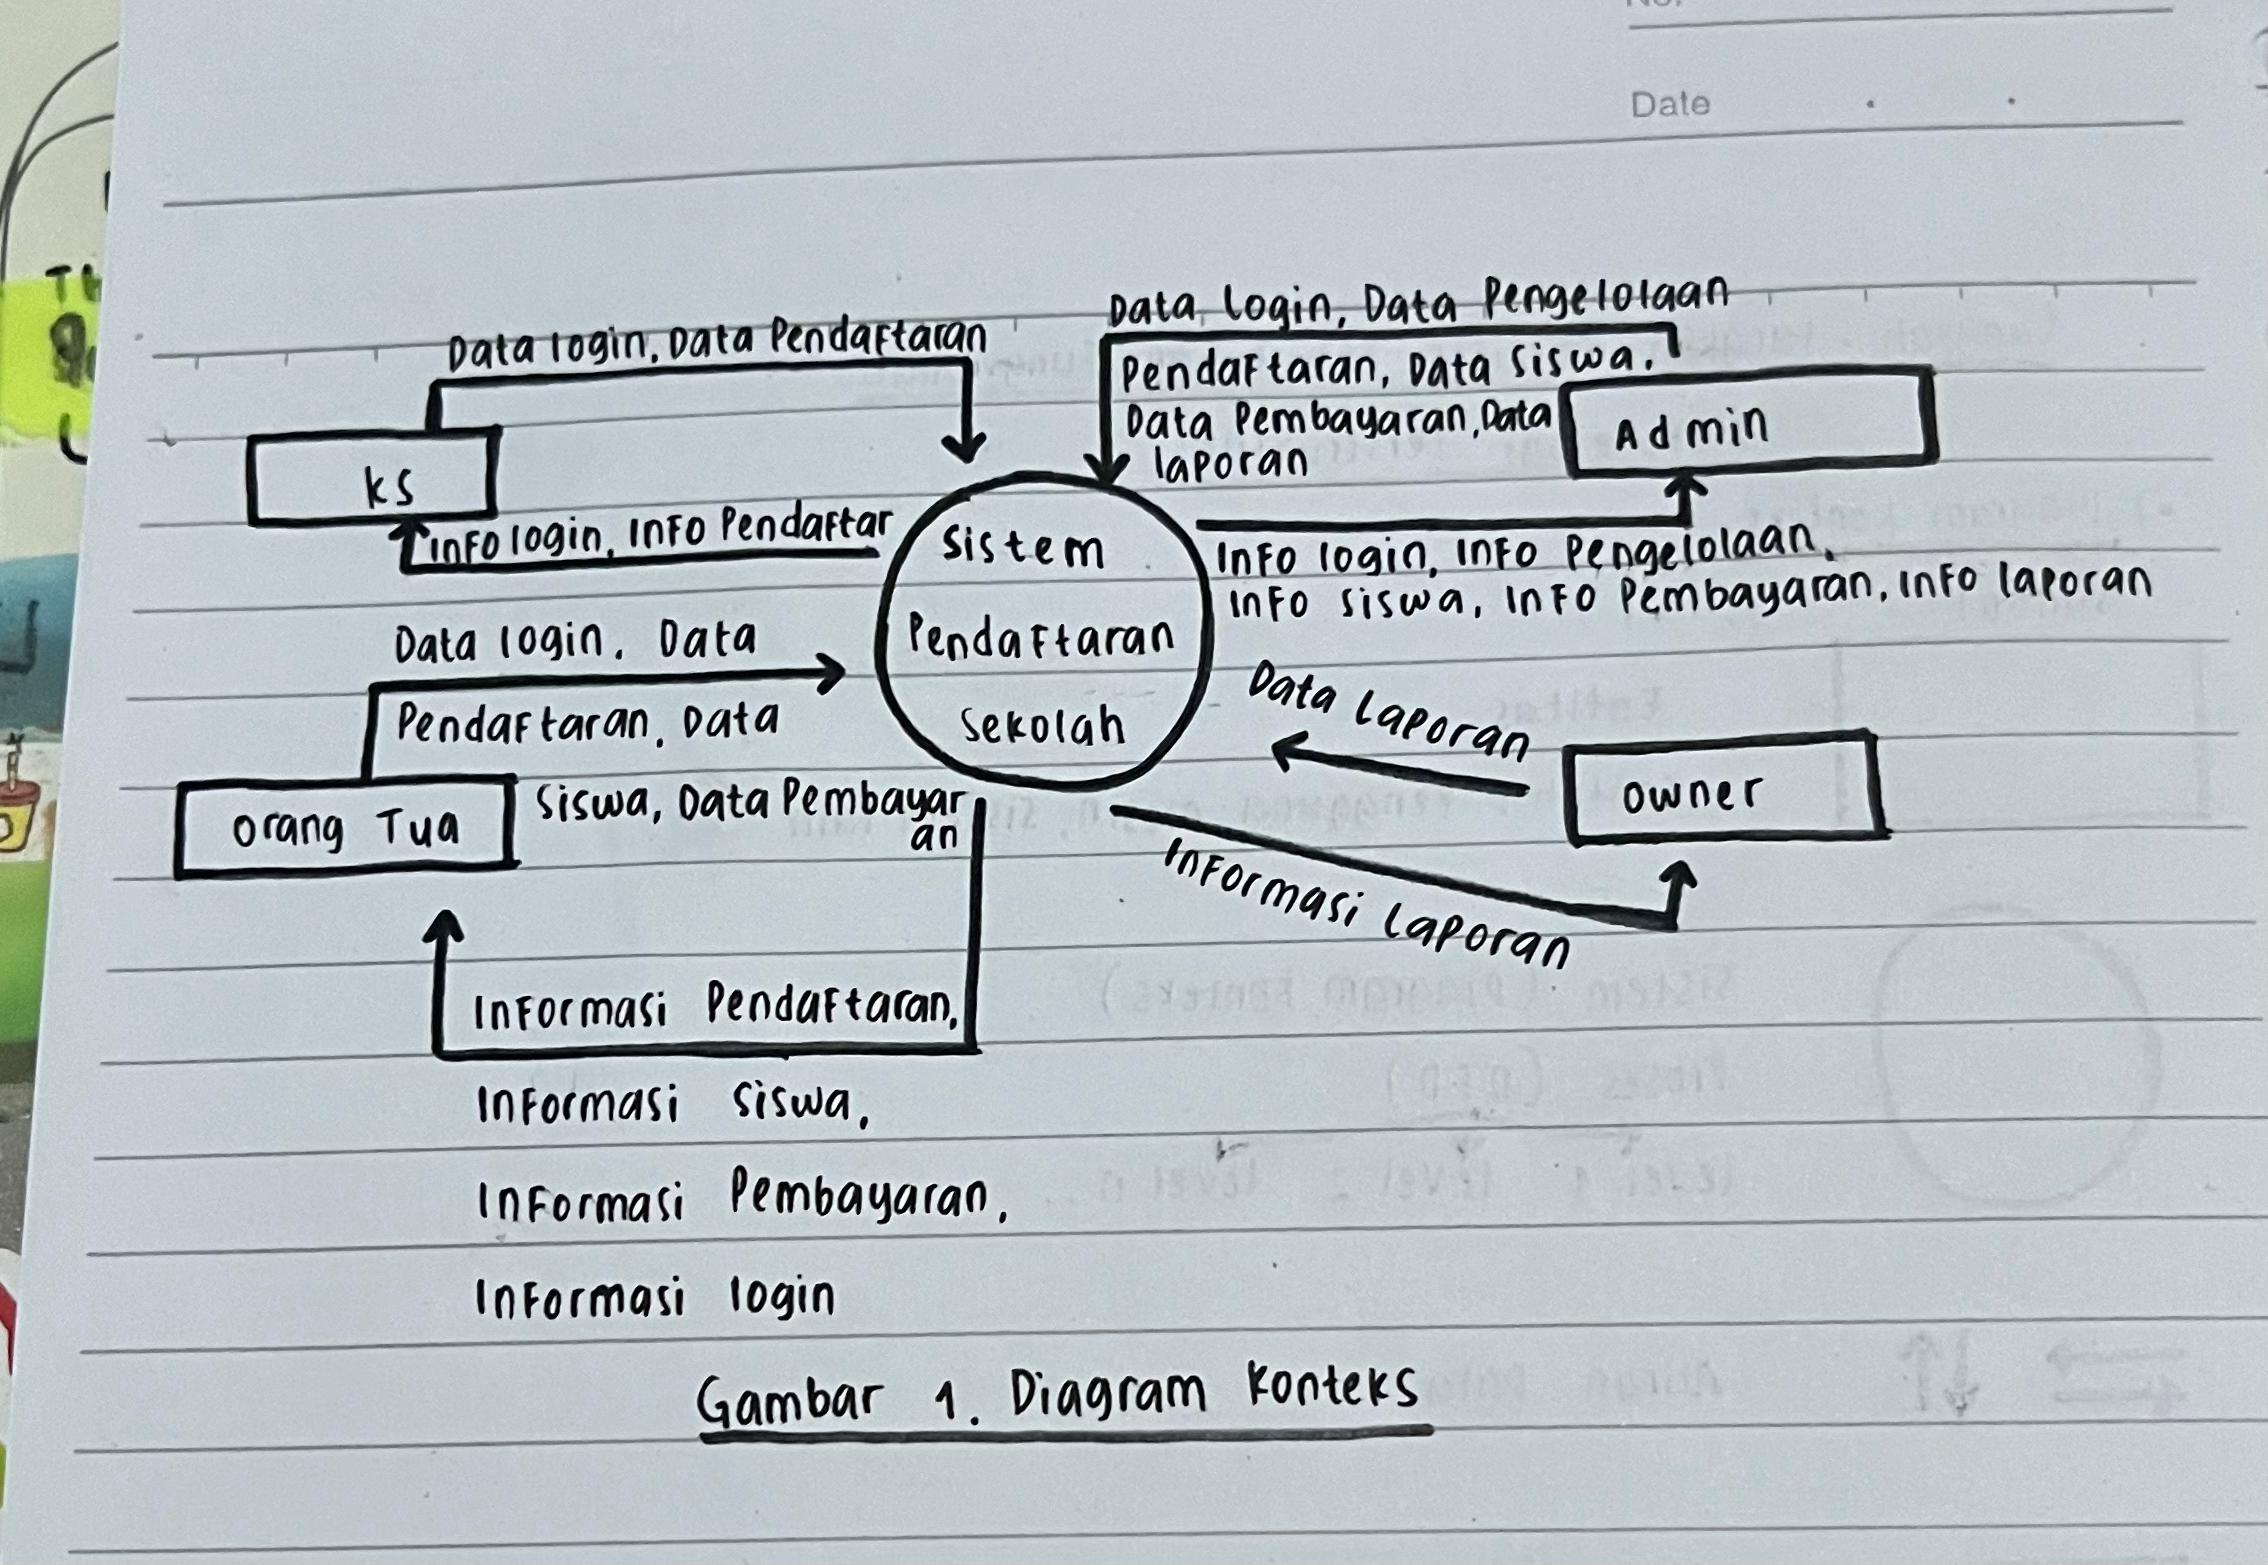 Date
Data login, Data Pengelolaan
Pendaftaran, Data Siswa,
Data Pembayaran, Data
laporan
Admin
Data login, Data Pendaftaran
ks
Info login, Info Pendaftar
Sistem
Pendaftaran
Sekolah
Info login, Info Pengelolaan,
Info Siswa, Info Pembayaran, Info laporan
Data login, Data
Pendaftaran, Data
Siswa, Data Pembayar
an
Orang Tua
Data Laporan
Owner
Informasi Laporan
Informasi Pendaftaran,
Informasi Siswa,
Informasi Pembayaran,
Informasi login
Gambar 1. Diagram Konteks